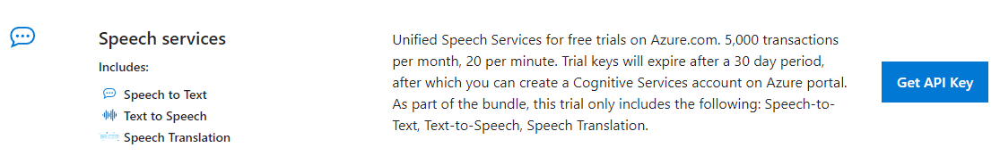 Speech services
Includes:
Speech to Text
Text to Speech
Speech Translation
Unified Speech Services for free trials on Azure.com. 5,000 transactions
per month, 20 per minute. Trial keys will expire after a 30 day period,
after which you can create a Cognitive Services account on Azure portal.
As part of the bundle, this trial only includes the following: Speech-to-
Text, Text-to-Speech, Speech Translation.
Get API Key